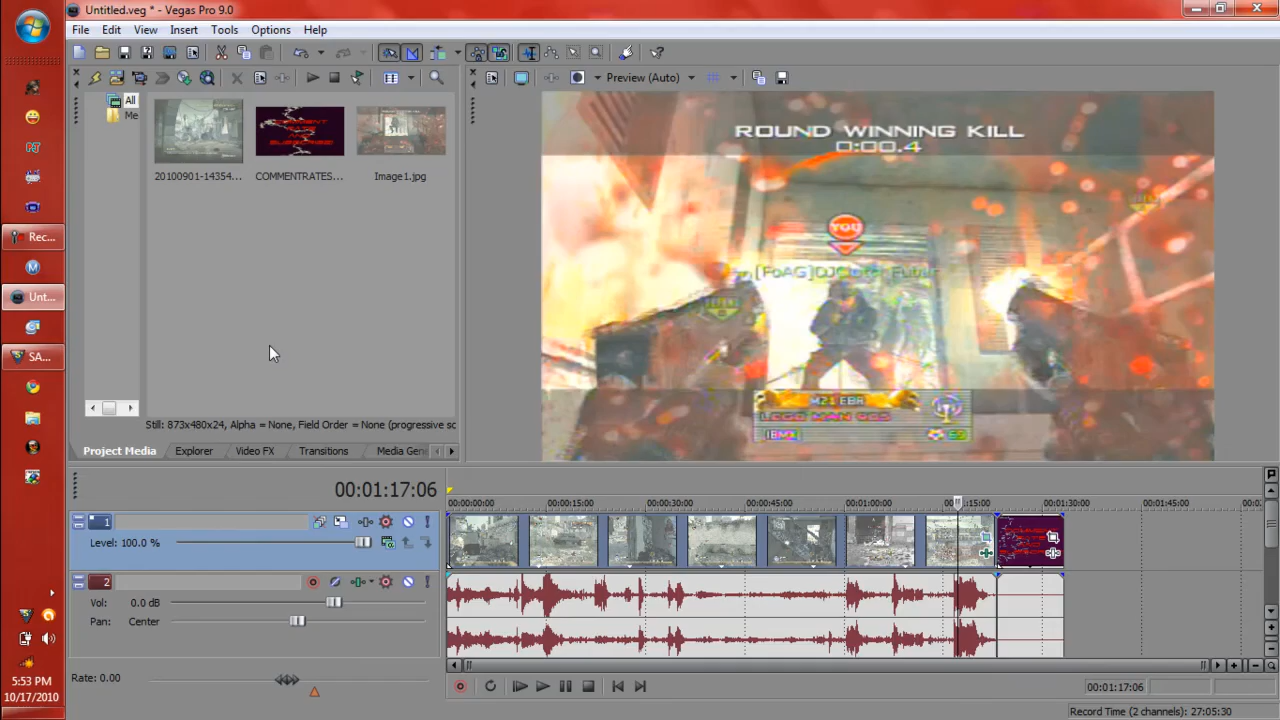 Untitled.veg * - Vegas Pro 9.0
File Edit View Insert Tools Options Help
Preview (Auto)
All
Me
20100901-14354... COMMENTRATES... Image1.jpg
Still: 873x480x24, Alpha = None, Field Order = None (progressive sc
Project Media Explorer Video FX Transitions Media Gen
ROUND WINNING KILL
0:00.4
YOU
M21 EBR
Rec...
Unt...
SA...
00:01:17:06
00:00:00:00 00:00:15:00 00:00:30:00 00:00:45:00 00:01:00:00 :15:00 00:01:30:00 00:01:45:00
1
Level: 100.0 %
2
Vol: 0.0 dB
Pan: Center
Rate: 0.00
00:01:17:06
Record Time (2 channels): 27:05:30
5:53 PM
10/17/2010